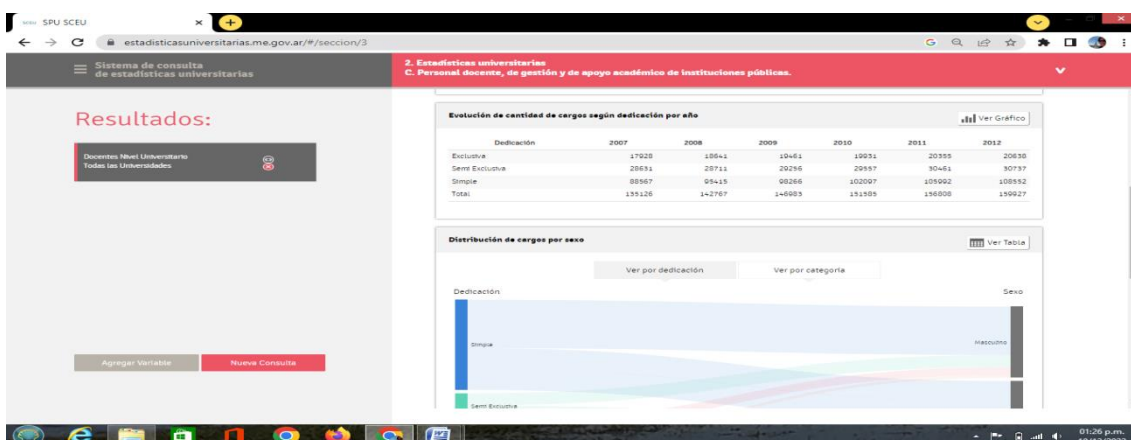 SPU SCEU
estadisticasuniversitarias.me.gov.ar/#/seccion/3
Sistema de consulta
de estadísticas universitarias
2. Estadísticas universitarias
C. Personal docente, de gestión y de apoyo académico de instituciones públicas.
Resultados:
Docentes Nivel Universitario
Todas las Universidades
Agregar Variable
Nueva Consulta
Evolución de cantidad de cargos según dedicación por año
Ver Gráfico
Dedicación 2007 2008 2009 2010 2011 2012
Exclusiva 17928 18641 19461 19931 20355 20638
Semi Exclusiva 28631 28711 29256 29557 30461 30737
Simple 88567 95415 98266 102097 105992 108552
Total 135126 142767 146983 151585 156808 159927
Distribución de cargos por sexo
Ver Tabla
Ver por dedicación
Ver por categoría
Dedicación
Sexo
Simple
Masculino
Semi Exclusiva
01:26 p.m.